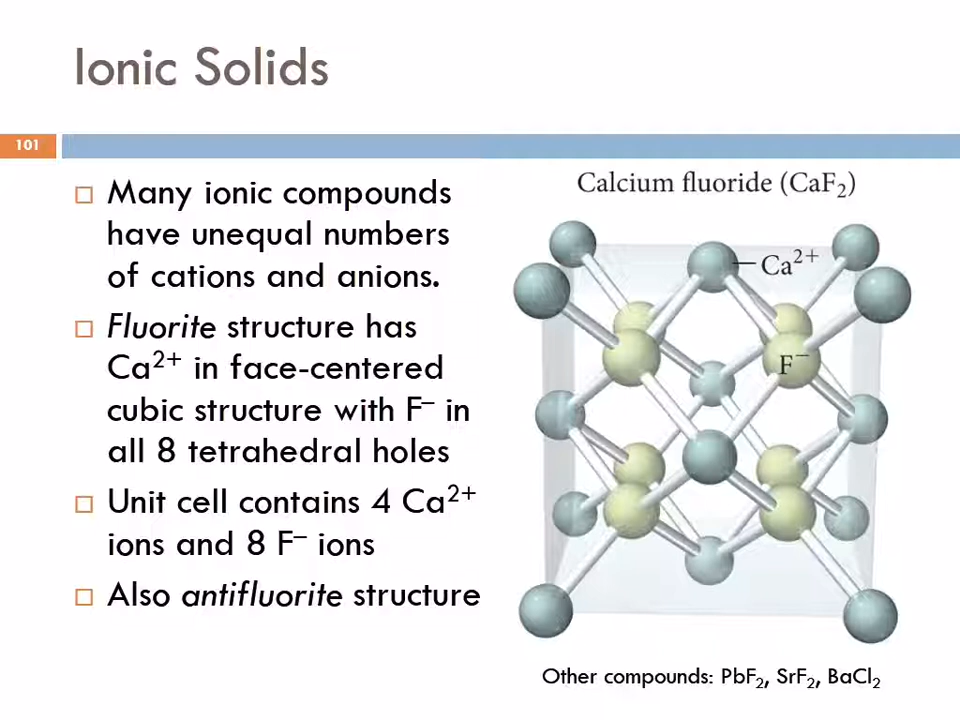 Ionic Solids
101
□ Many ionic compounds
have unequal numbers
of cations and anions.
□ Fluorite structure has
Ca²⁺ in face-centered
cubic structure with F⁻ in
all 8 tetrahedral holes
□ Unit cell contains 4 Ca²⁺
ions and 8 F⁻ ions
□ Also antifluorite structure
Calcium fluoride (CaF₂)
Ca²⁺
F⁻
Other compounds: PbF₂, SrF₂, BaCl₂